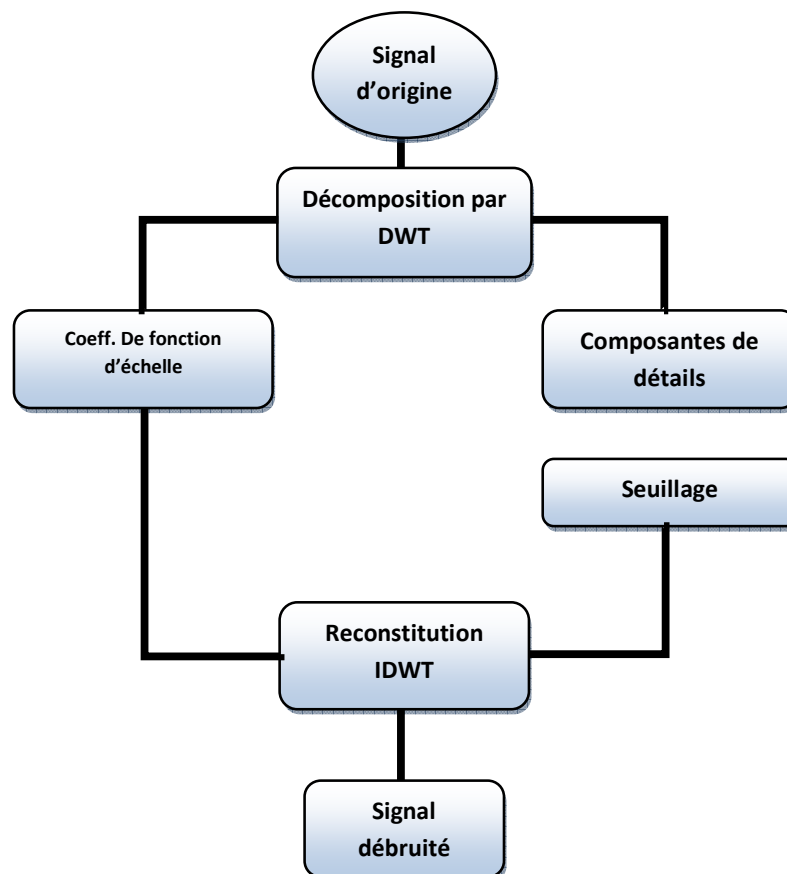 Signal
d’origine
Décomposition par
DWT
Coeff. De fonction
d’échelle
Composantes de
détails
Seuillage
Reconstitution
IDWT
Signal
débruité